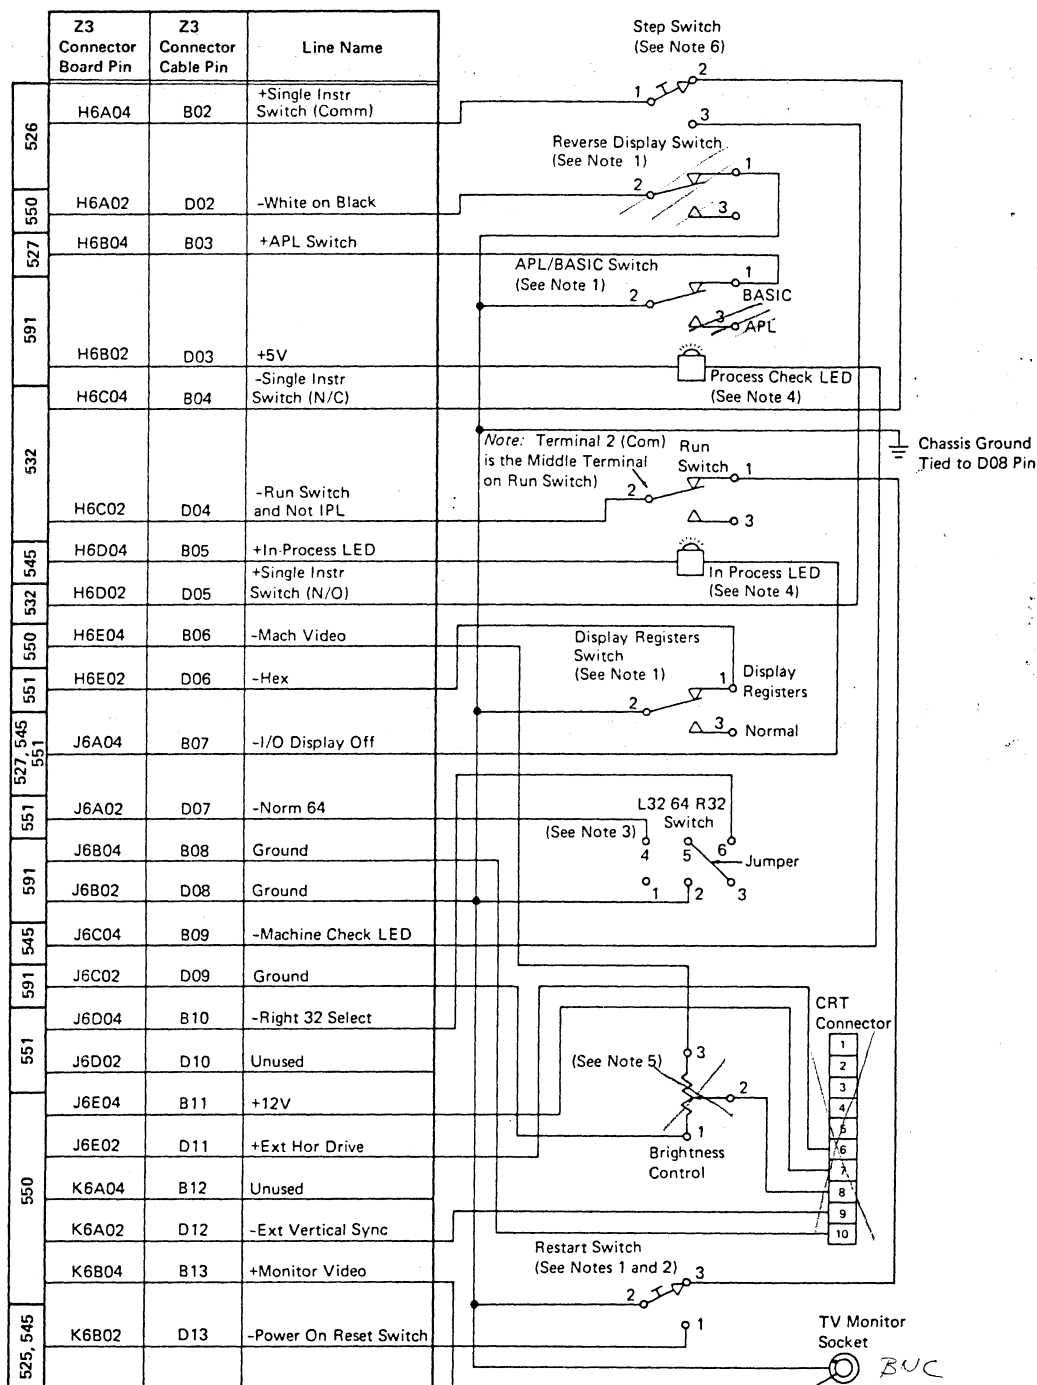 Z3 Connector Board Pin
Z3 Connector Cable Pin
Line Name
526
H6A04 B02 +Single Instr Switch (Comm)
550
H6A02 D02 -White on Black
527
H6B04 B03 +APL Switch
591
H6B02 D03 +5V
532
H6C04 B04 -Single Instr Switch (N/C)
H6C02 D04 -Run Switch and Not IPL
545
H6D04 B05 +In-Process LED
532
H6D02 D05 +Single Instr Switch (N/O)
550
H6E04 B06 -Mach Video
551
H6E02 D06 -Hex
527, 545
551
J6A04 B07 -I/O Display Off
551
J6A02 D07 -Norm 64
591
J6B04 B08 Ground
J6B02 D08 Ground
545
J6C04 B09 -Machine Check LED
591
J6C02 D09 Ground
551
J6D04 B10 -Right 32 Select
J6D02 D10 Unused
550
J6E04 B11 +12V
J6E02 D11 +Ext Hor Drive
K6A04 B12 Unused
K6A02 D12 -Ext Vertical Sync
K6B04 B13 +Monitor Video
525, 545
K6B02 D13 -Power On Reset Switch
Step Switch
(See Note 6)
1
2
3
Reverse Display Switch
(See Note 1)
2
1
3
APL/BASIC Switch
(See Note 1)
2
1
BASIC
3
APL
Process Check LED
(See Note 4)
Chassis Ground
Tied to D08 Pin
Note: Terminal 2 (Com)
is the Middle Terminal
on Run Switch)
Run
Switch
2
1
3
In Process LED
(See Note 4)
Display Registers
Switch
(See Note 1)
2
1
Display
Registers
3
Normal
L32 64 R32
Switch
(See Note 3)
4 5 6
Jumper
1 2 3
(See Note 5)
3
2
1
Brightness
Control
CRT
Connector
1
2
3
4
5
6
7
8
9
10
Restart Switch
(See Notes 1 and 2)
2
3
1
TV Monitor
Socket
BNC